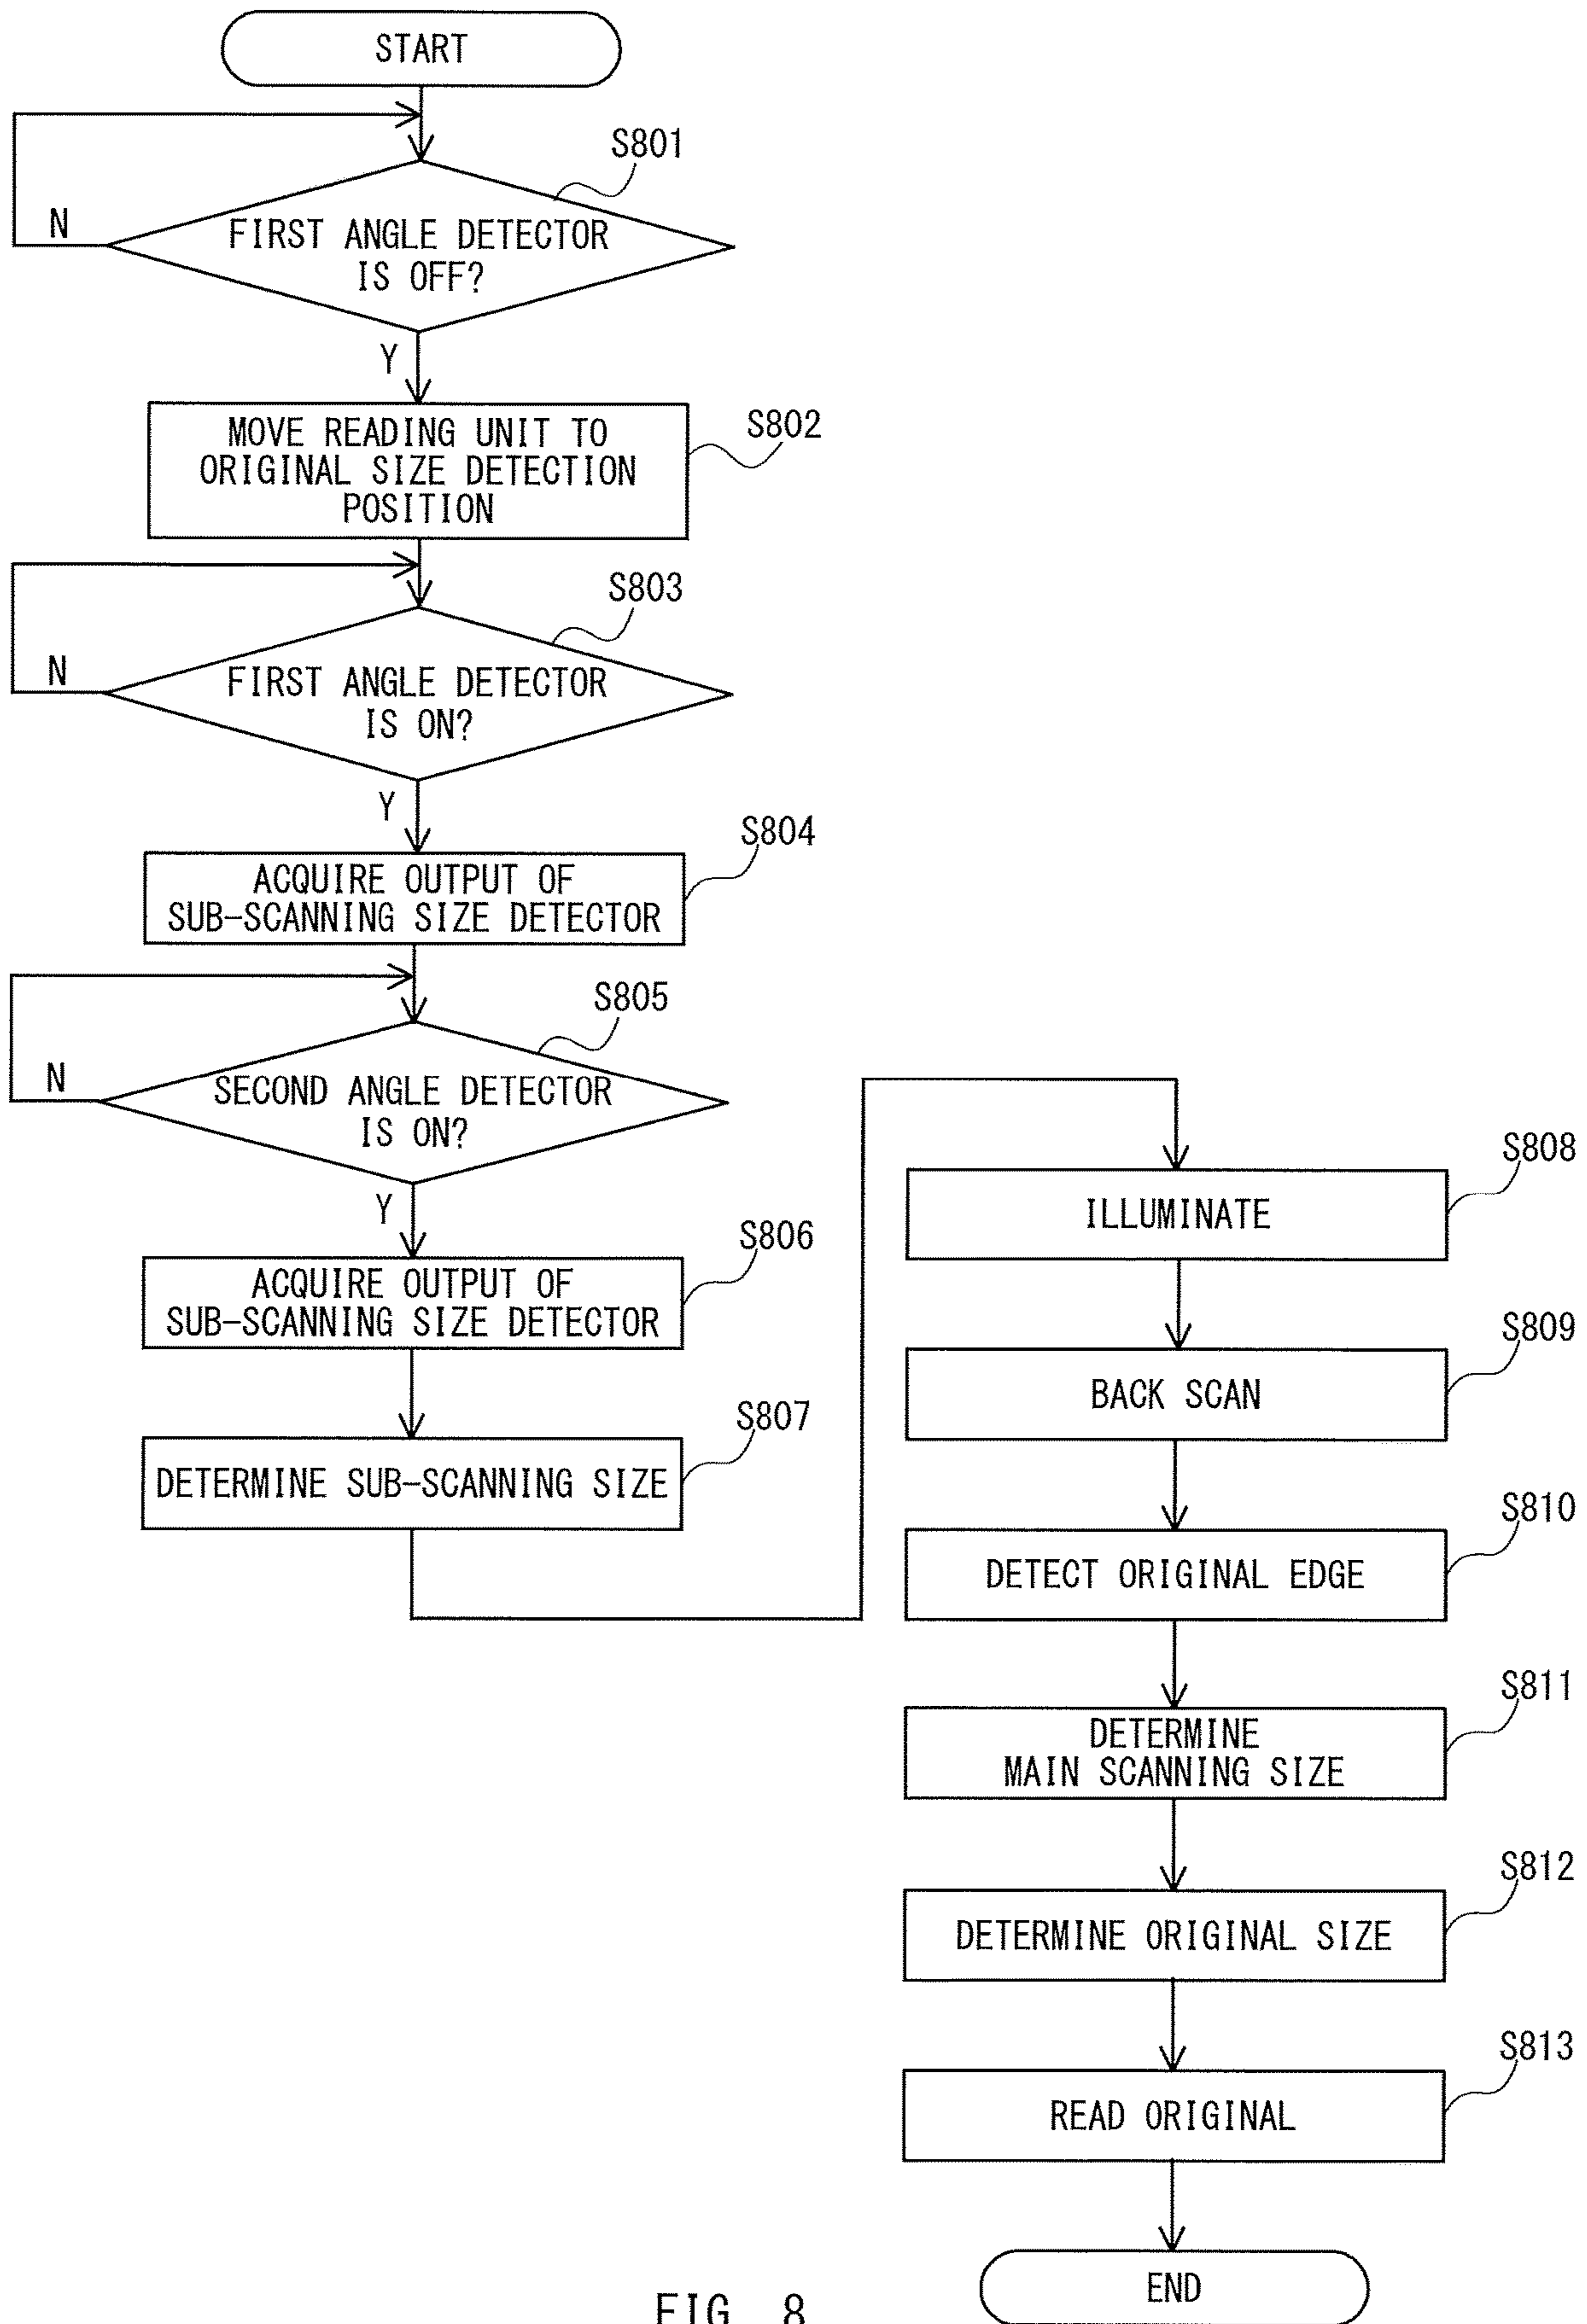 START
S801
FIRST ANGLE DETECTOR
IS OFF?
N
Y
MOVE READING UNIT TO
ORIGINAL SIZE DETECTION
POSITION
S802
S803
FIRST ANGLE DETECTOR
IS ON?
N
Y
S804
ACQUIRE OUTPUT OF
SUB-SCANNING SIZE DETECTOR
S805
SECOND ANGLE DETECTOR
IS ON?
N
Y
S806
ACQUIRE OUTPUT OF
SUB-SCANNING SIZE DETECTOR
S807
DETERMINE SUB-SCANNING SIZE
S808
ILLUMINATE
S809
BACK SCAN
S810
DETECT ORIGINAL EDGE
S811
DETERMINE
MAIN SCANNING SIZE
S812
DETERMINE ORIGINAL SIZE
S813
READ ORIGINAL
END
FIG. 8